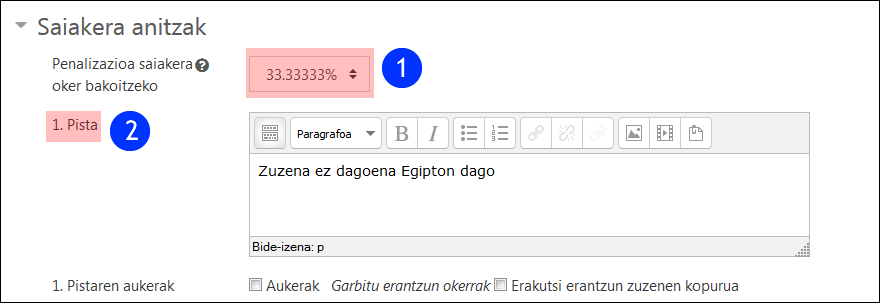 Saiakera anitzak
Penalizazioa saiakera
oker bakoitzeko
33.33333%
1
1. Pista
2
Paragrafoa
B I
Zuzena ez dagoena Egipton dago
Bide-izena: p
1. Pistaren aukerak Aukerak Garbitu erantzun okerrak Erakutsi erantzun zuzenen kopurua